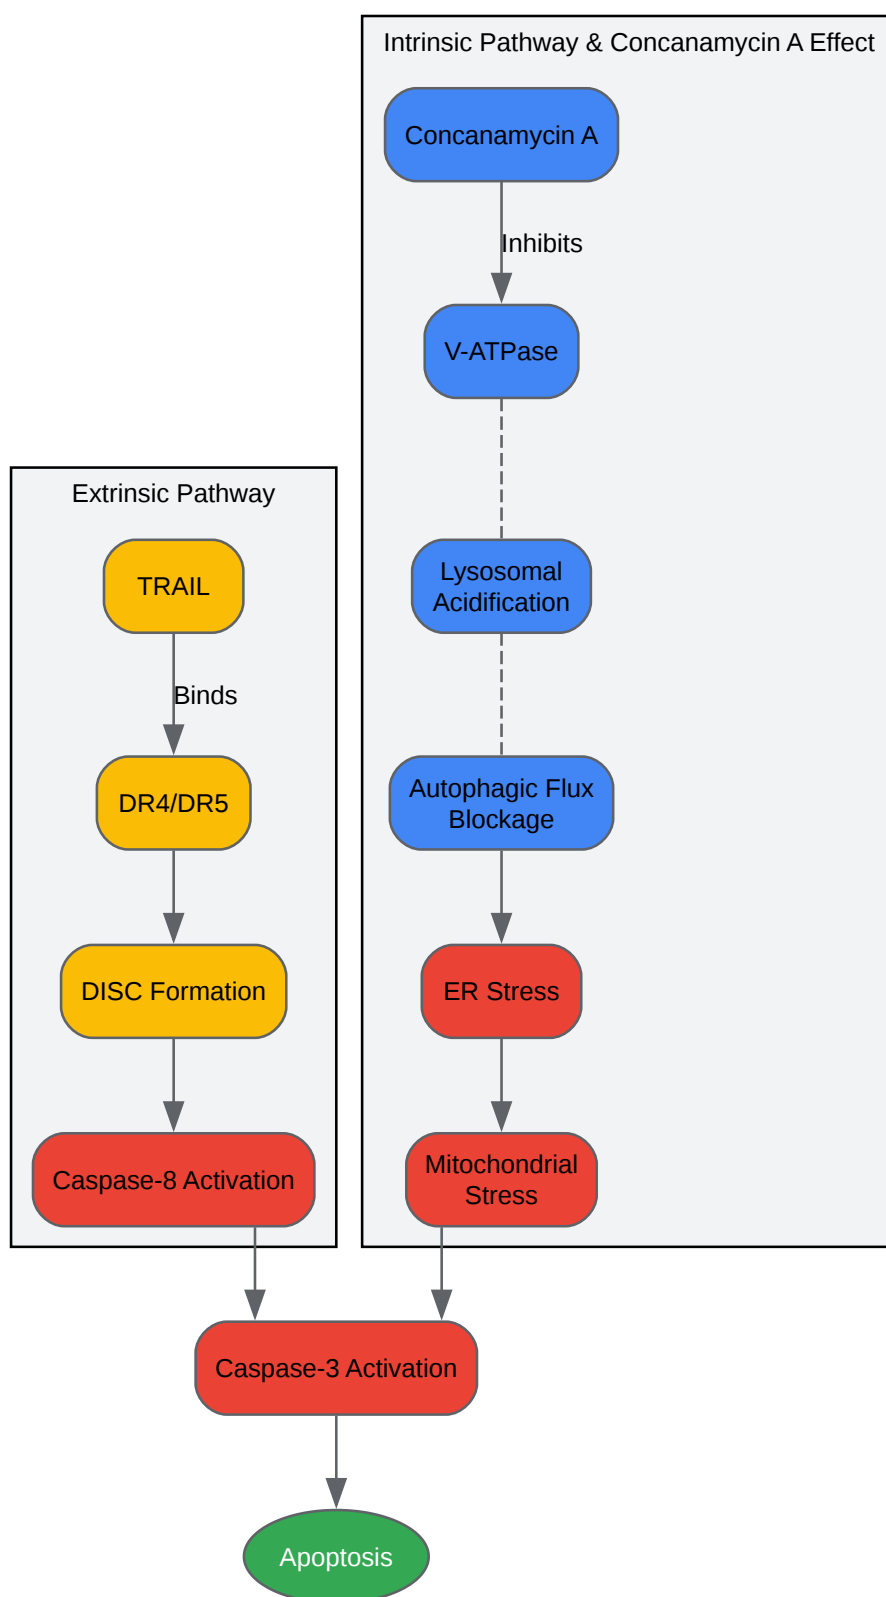 Intrinsic Pathway & Concanamycin A Effect
Concanamycin A
Inhibits
V-ATPase
Lysosomal
Acidification
Autophagic Flux
Blockage
ER Stress
Mitochondrial
Stress
Extrinsic Pathway
TRAIL
Binds
DR4/DR5
DISC Formation
Caspase-8 Activation
Caspase-3 Activation
Apoptosis